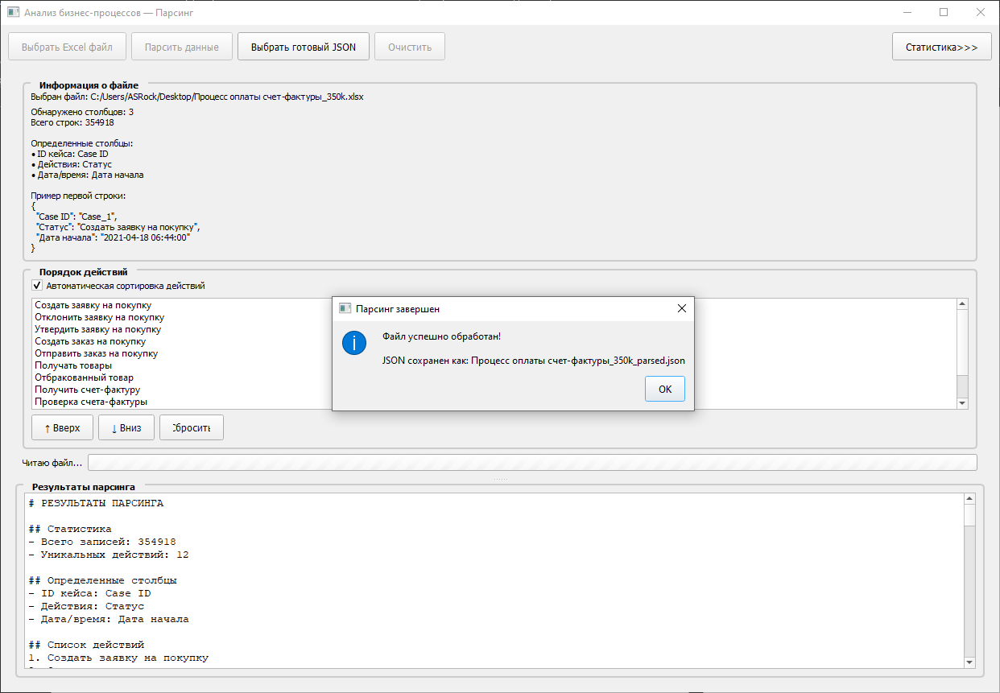 Анализ бизнес-процессов — Парсинг
Выбрать Excel файл
Парсить данные
Выбрать готовый JSON
Очистить
Статистика>>>
Информация о файле
Выбран файл: C:/Users/ASRock/Desktop/Процесс оплаты счет-фактуры_350k.xlsx
Обнаружено столбцов: 3
Всего строк: 354918
Определенные столбцы:
• ID кейса: Case ID
• Действия: Статус
• Дата/время: Дата начала
Пример первой строки:
{
"Case ID": "Case_1",
"Статус": "Создать заявку на покупку",
"Дата начала": "2021-04-18 06:44:00"
}
Порядок действий
Автоматическая сортировка действий
Создать заявку на покупку
Отклонить заявку на покупку
Утвердить заявку на покупку
Создать заказ на покупку
Отправить заказ на покупку
Получать товары
Отбракованный товар
Получить счет-фактуру
Проверка счета-фактуры
↑ Вверх
↓ Вниз
Сбросить
Парсинг завершен
Файл успешно обработан!
JSON сохранен как: Процесс оплаты счет-фактуры_350k_parsed.json
OK
Читаю файл...
Результаты парсинга
# РЕЗУЛЬТАТЫ ПАРСИНГА
## Статистика
- Всего записей: 354918
- Уникальных действий: 12
## Определенные столбцы
- ID кейса: Case ID
- Действия: Статус
- Дата/время: Дата начала
## Список действий
1. Создать заявку на покупку